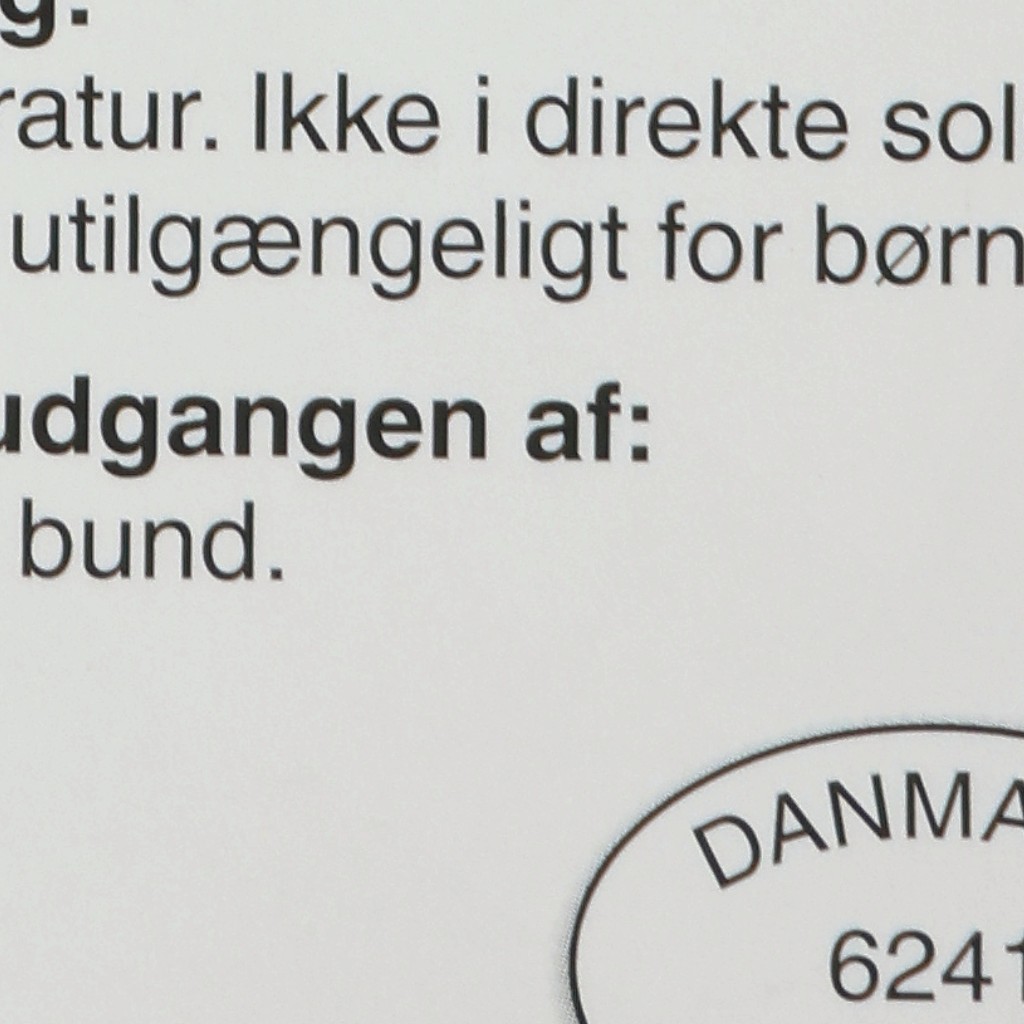 g.
ratur. Ikke i direkte sol
utilgængeligt for børn
udgangen af:
bund.
DANMA
6241